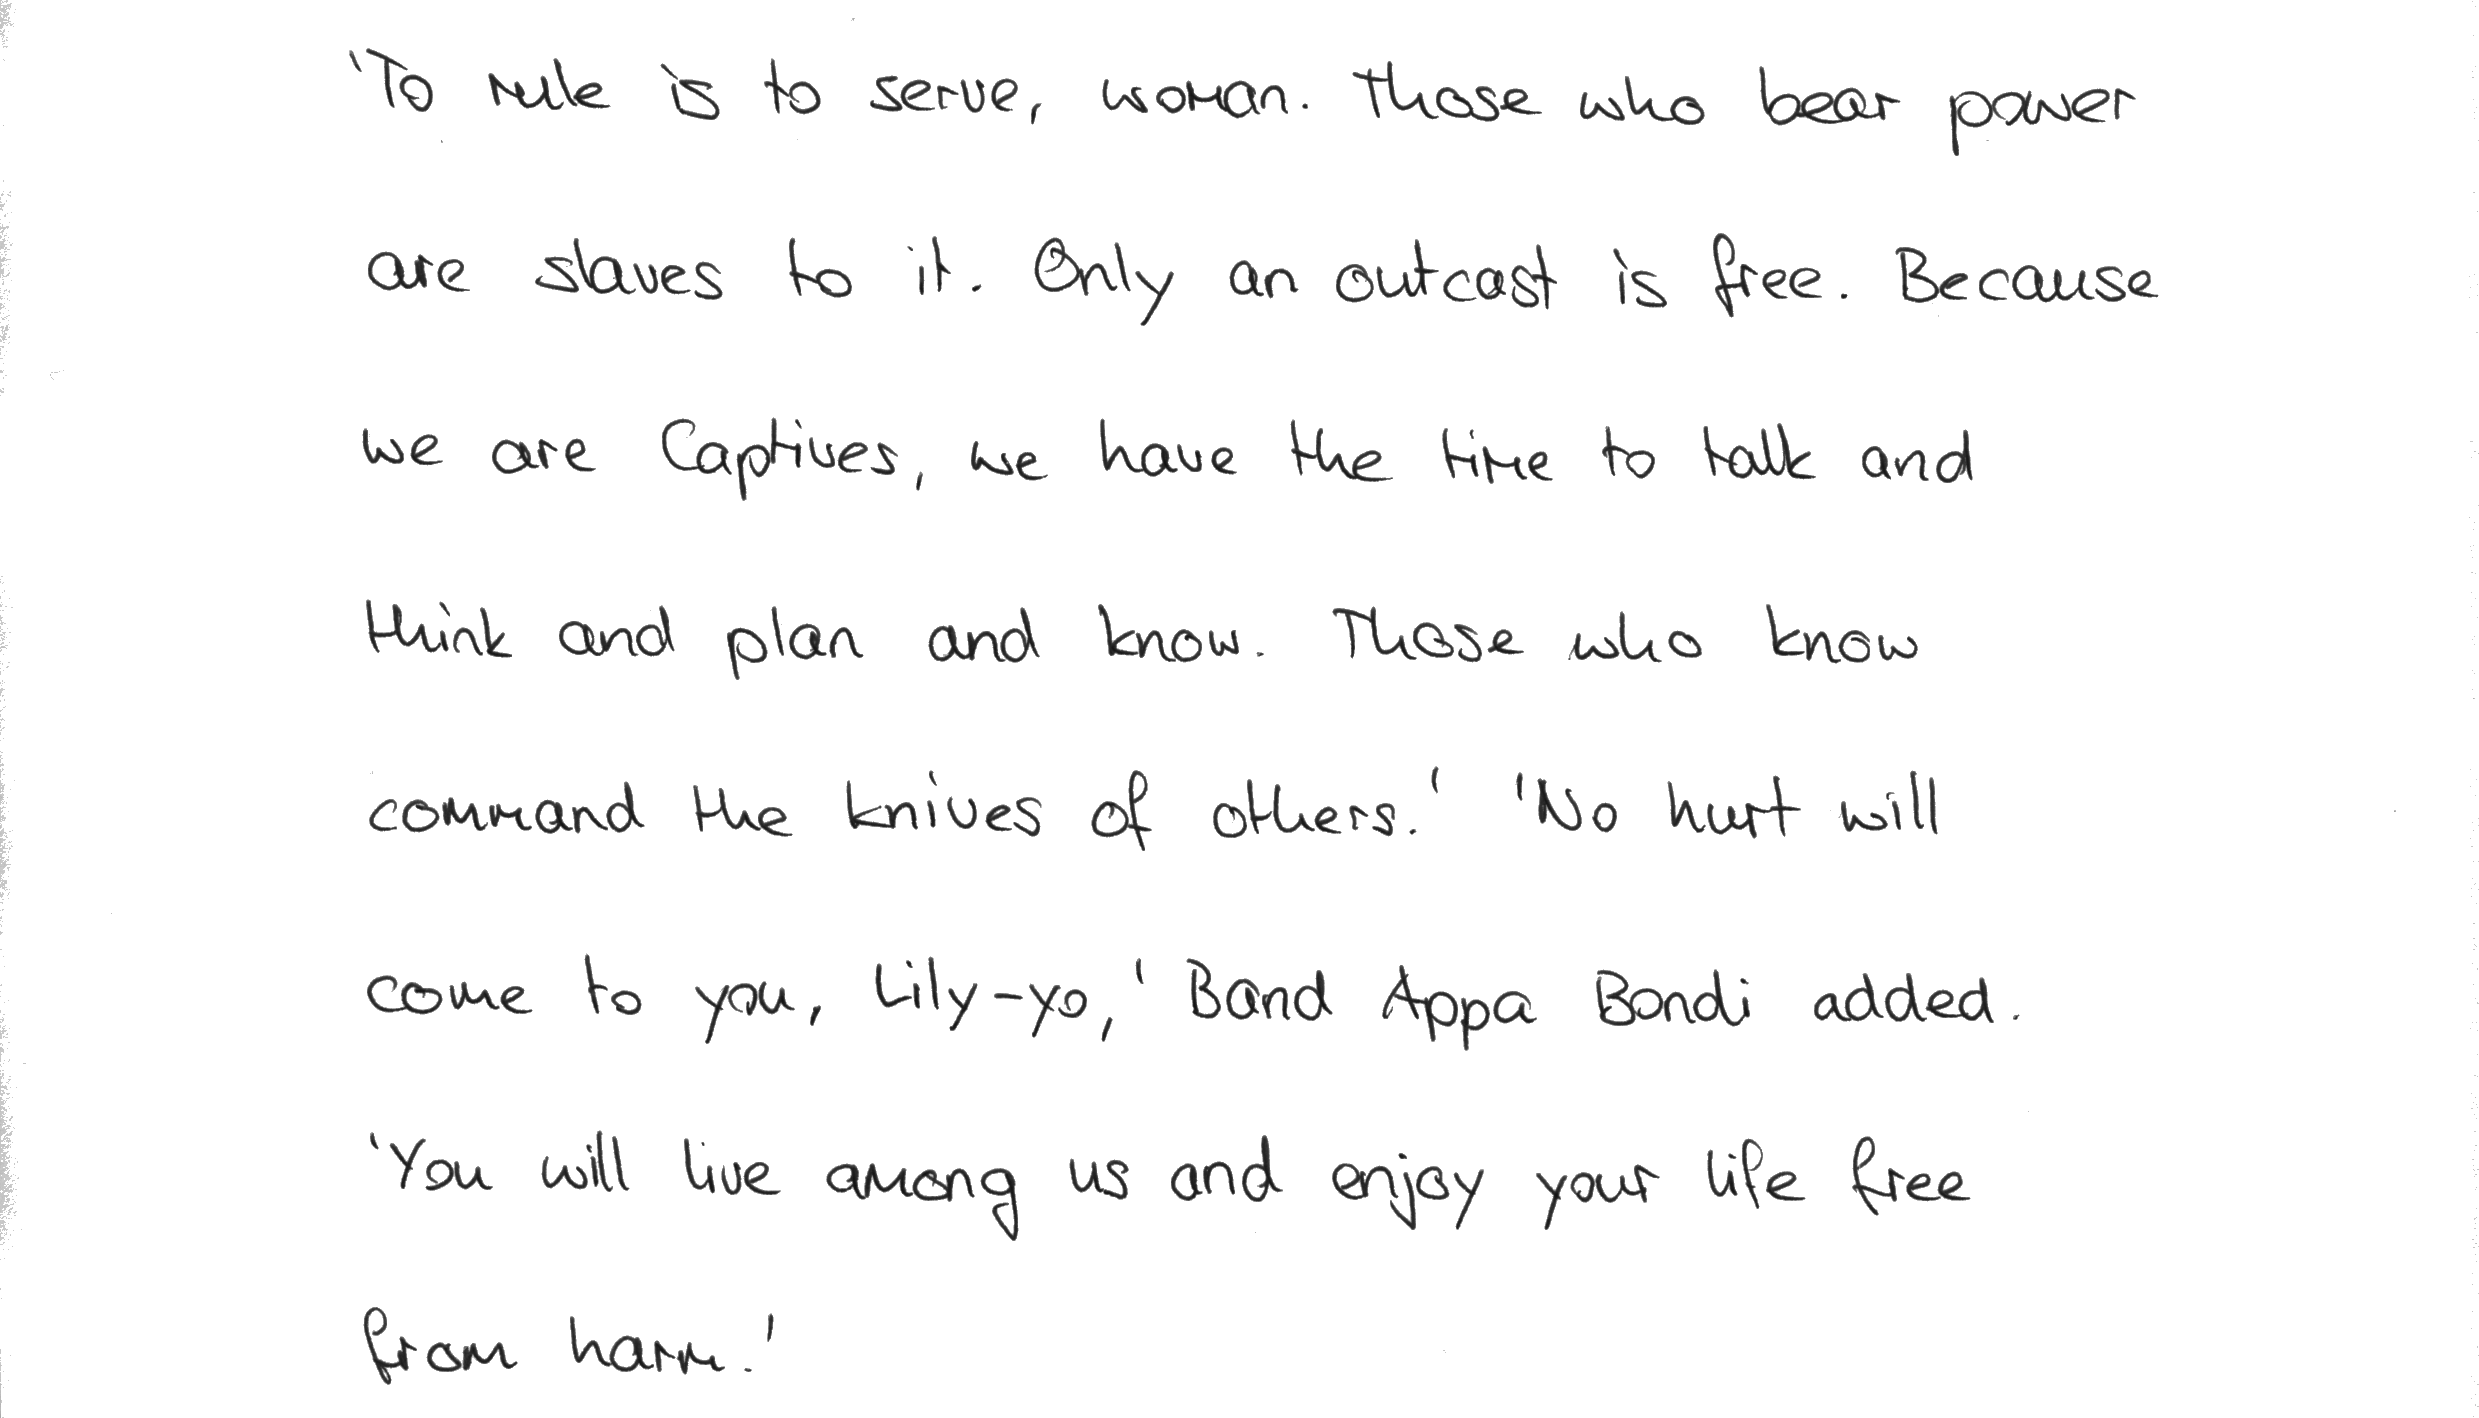 'To rule is to serve, woman. Those who bear power
are slaves to it. Only an outcast is free. Because
we are Captives, we have the time to talk and
think and plan and know. Those who know
command the knives of others.' 'No hurt will
come to you, Lily-yo,' Band Appa Bondi added.
'You will live among us and enjoy your life free
from harm.'